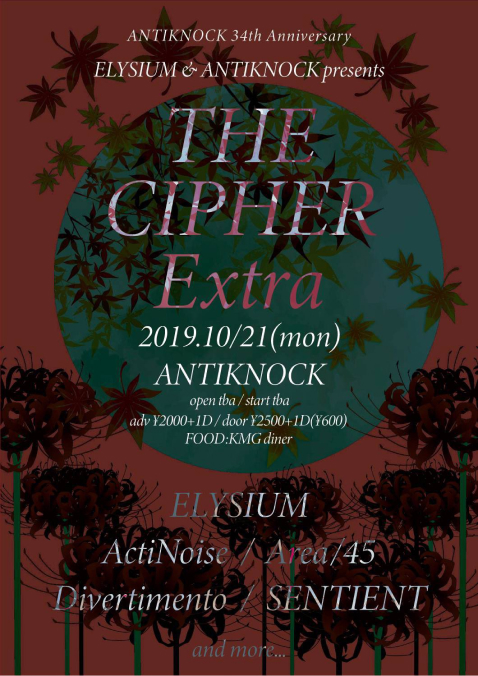 ANTIKNOCK 34th Anniversary
ELYSIUM & ANTIKNOCK presents
THE
CIPHER
Extra
2019.10/21(mon)
ANTIKNOCK
open tba / start tba
adv ¥2000+1D / door ¥2500+1D(¥600)
FOOD:KMG diner
ELYSIUM
ActiNoise / Area/45
Divertimento / SENTIENT
and more...